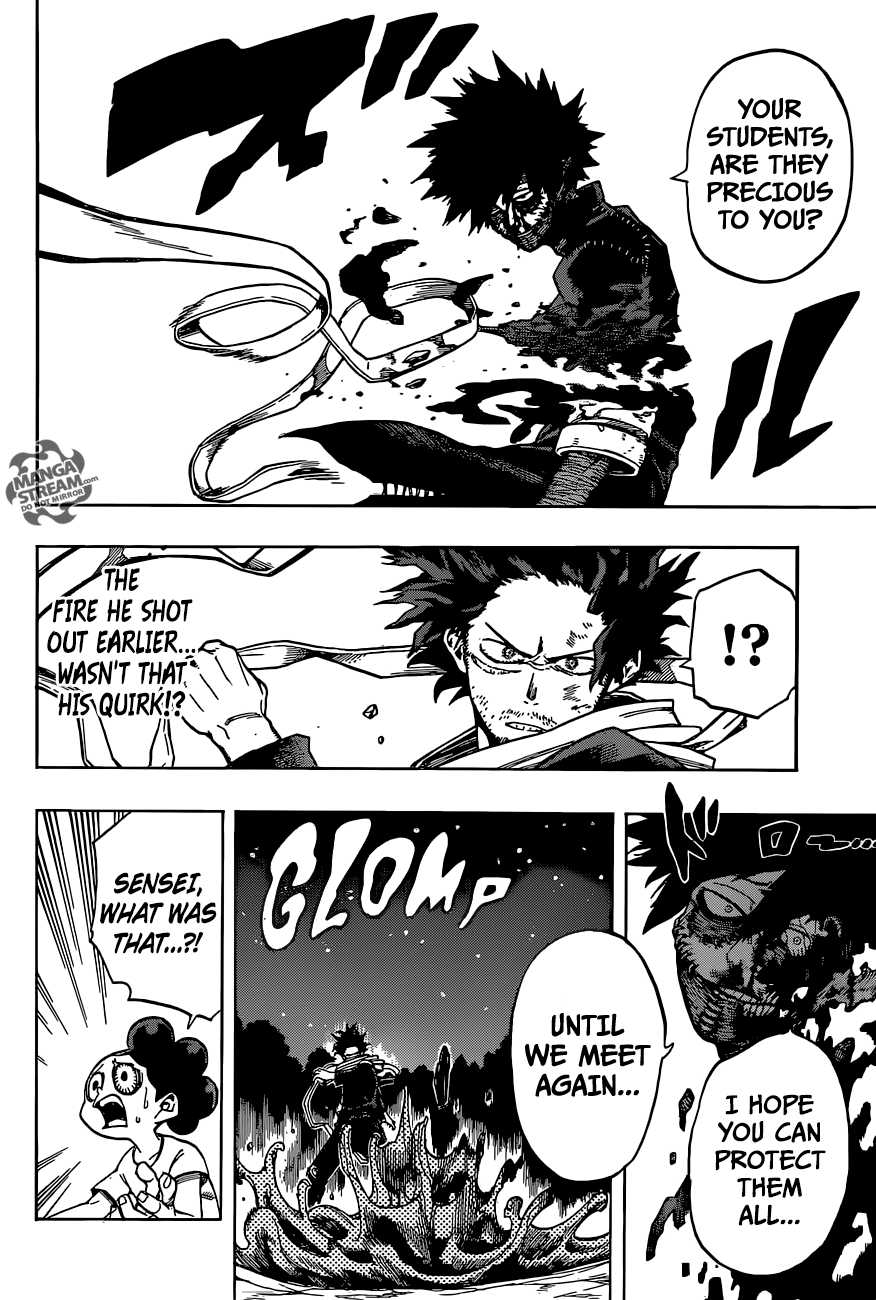 YOUR
STUDENTS,
ARE THEY
PRECIOUS
TO YOU?
MANGA
STREAM.com
DO NOT MIRROR
!?
THE
FIRE HE SHOT
OUT EARLIER...
WASN'T THAT
HIS QUIRK!?
ドロ〜…
I HOPE
YOU CAN
PROTECT
THEM
ALL...
GLOMP
UNTIL
WE MEET
AGAIN...
SENSEI,
WHAT WAS
THAT...?!